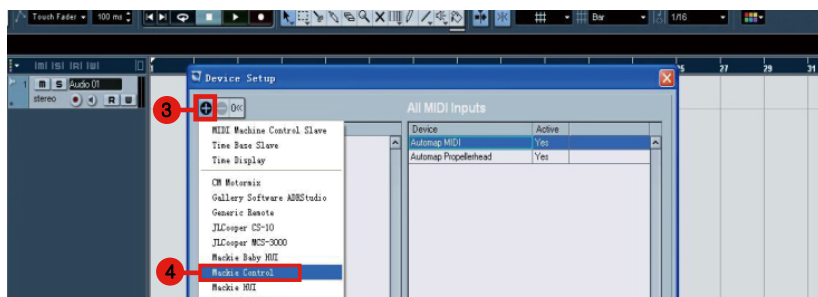 Touch Fader 100 ms Bar 1/16
27 29 31
1 m S Audio 01
stereo R W
Device Setup
3
All MIDI Inputs
MIDI Machine Control Slave
Time Base Slave
Time Display
CM Motormix
Gallery Software ADRStudio
Generic Remote
JLCooper CS-10
JLCooper MCS-3000
Mackie Baby HUI
4 Mackie Control
Mackie HUI
Device Active
Automap MIDI Yes
Automap Propellerhead Yes